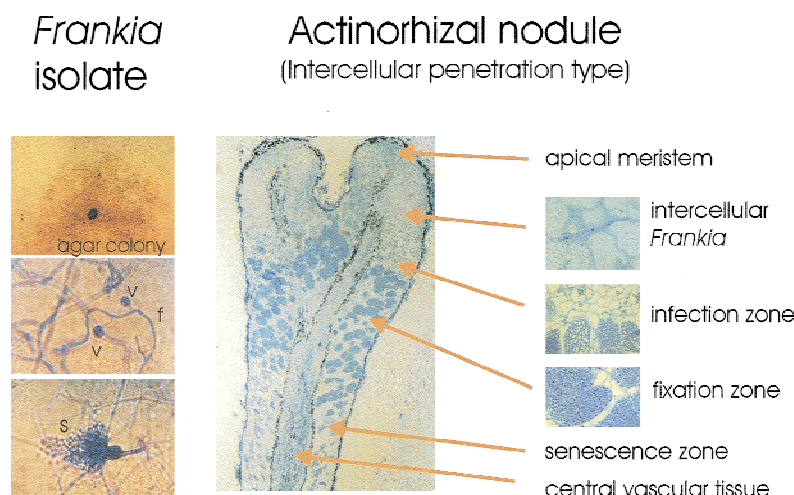 Frankia
isolate
Actinorhizal nodule
(Intercellular penetration type)
agar colony
v
f
v
s
apical meristem
intercellular
Frankia
infection zone
fixation zone
senescence zone
central vascular tissue